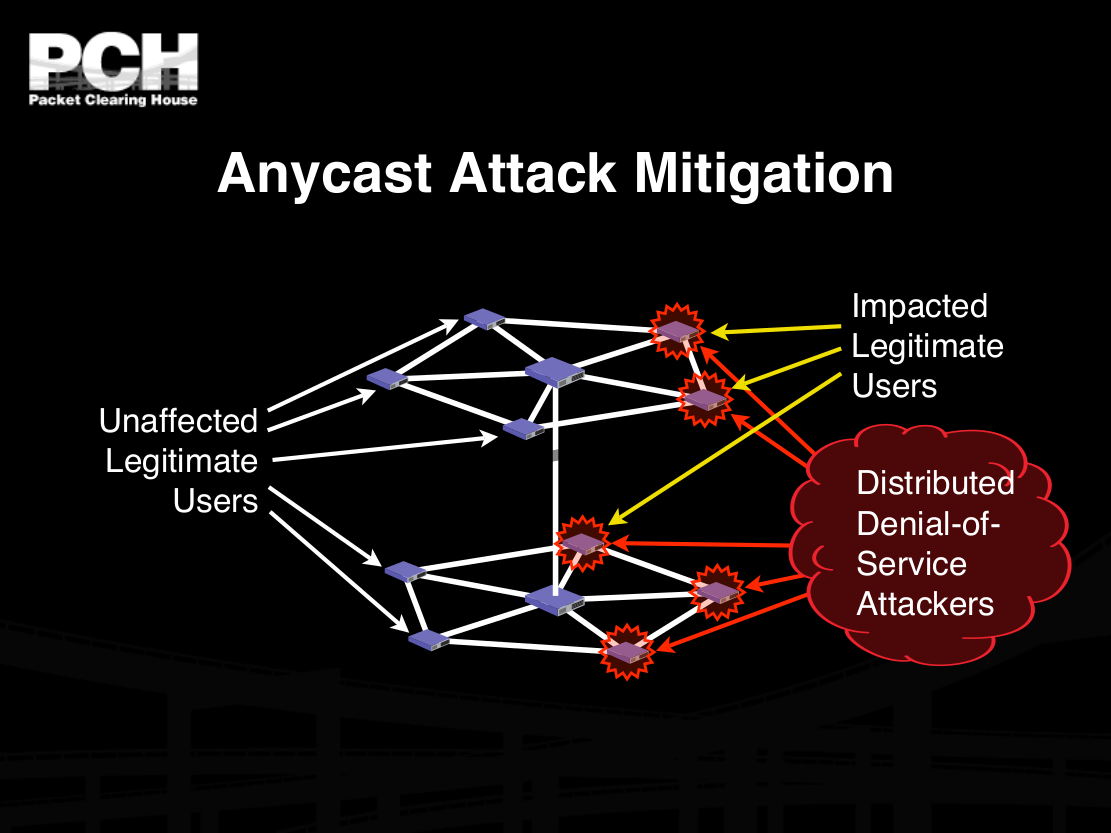 PCH
Packet Clearing House
Anycast Attack Mitigation
Impacted
Legitimate
Users
Unaffected
Legitimate
Users
Distributed
Denial-of-
Service
Attackers